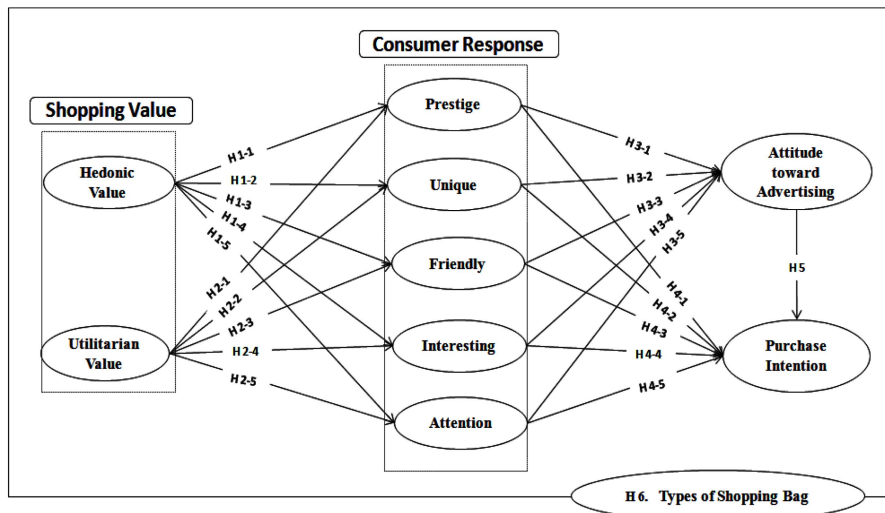 Consumer Response
Shopping Value
Prestige
Hedonic
Value
Unique
Friendly
Utilitarian
Value
Interesting
Attention
Attitude
toward
Advertising
Purchase
Intention
H1-1
H1-2
H1-3
H1-4
H1-5
H2-1
H2-2
H2-3
H2-4
H2-5
H3-1
H3-2
H3-3
H3-4
H3-5
H4-1
H4-2
H4-3
H4-4
H4-5
H5
H6. Types of Shopping Bag